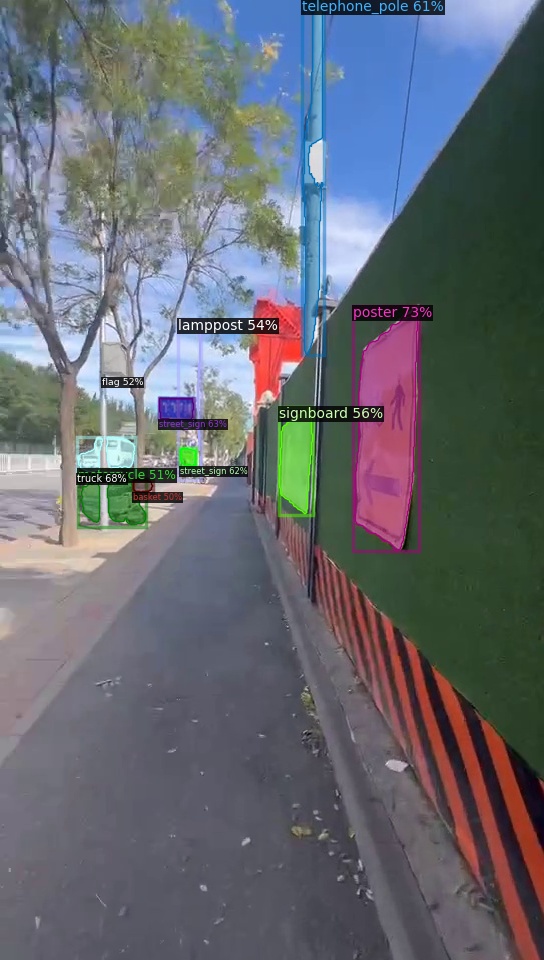 telephone_pole 61%
poster 73%
lamppost 54%
flag 52%
signboard 56%
street_sign 63%
street_sign 62%
cle 51%
truck 68%
basket 50%